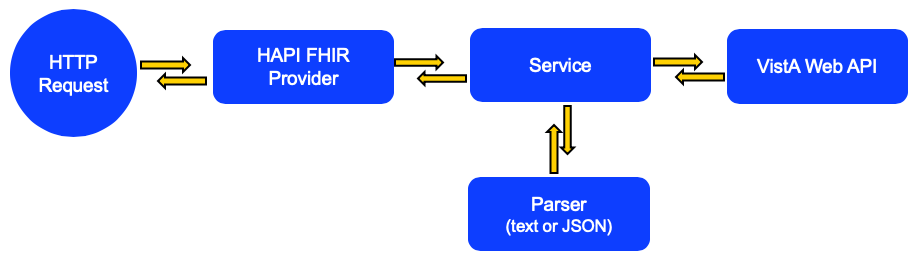 HTTP
Request
HAPI FHIR
Provider
Service
VistA Web API
Parser
(text or JSON)